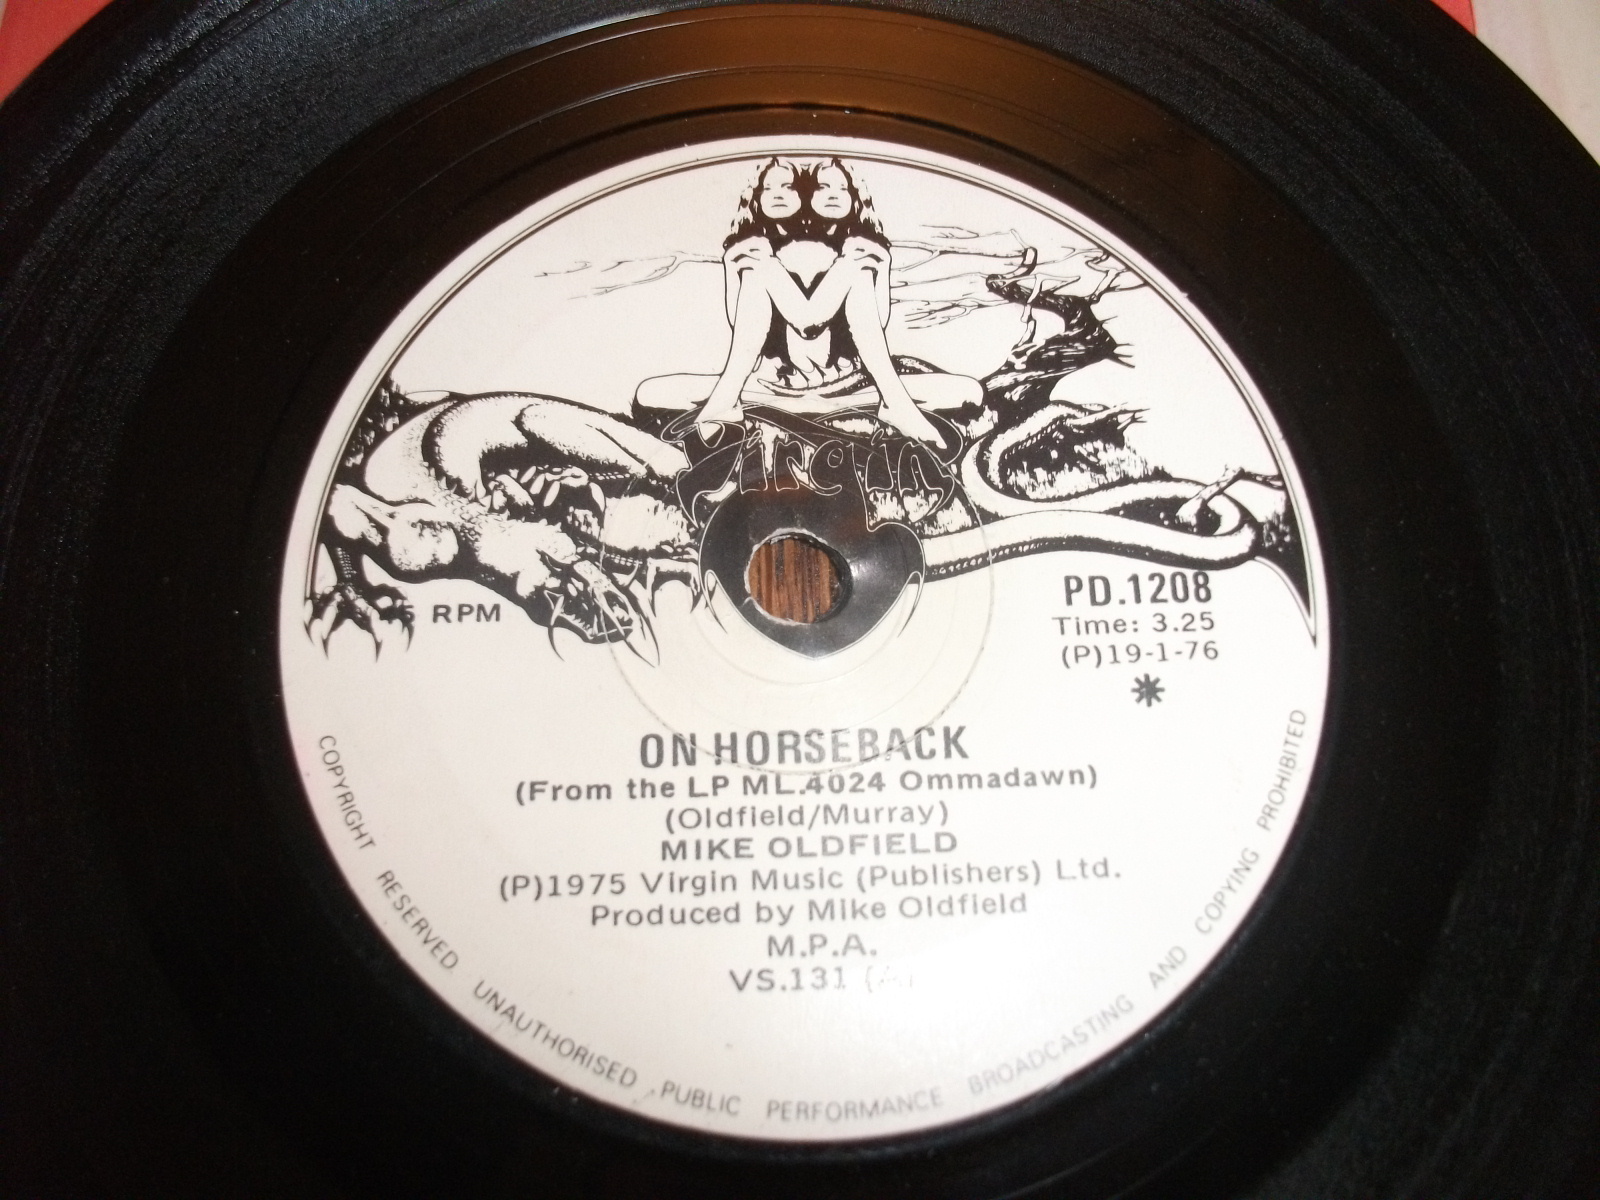 Virgin
RPM
PD.1208
Time: 3.25
(P)19-1-76
ON HORSEBACK
(From the LP ML.4024 Ommadawn)
(Oldfield/Murray)
MIKE OLDFIELD
(P)1975 Virgin Music (Publishers) Ltd.
Produced by Mike Oldfield
M.P.A.
VS.131
COPYRIGHT RESERVED. UNAUTHORISED PUBLIC PERFORMANCE BROADCASTING AND COPYING PROHIBITED